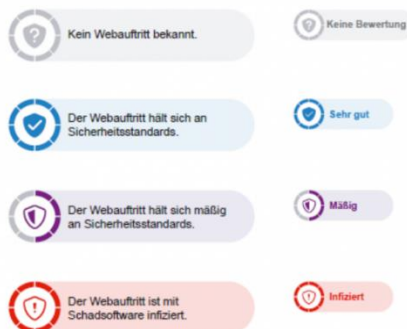 Kein Webauftritt bekannt.
Keine Bewertung
Der Webauftritt hält sich an
Sicherheitsstandards.
Sehr gut
Der Webauftritt hält sich mäßig
an Sicherheitsstandards.
Mäßig
Der Webauftritt ist mit
Schadsoftware infiziert.
Infiziert